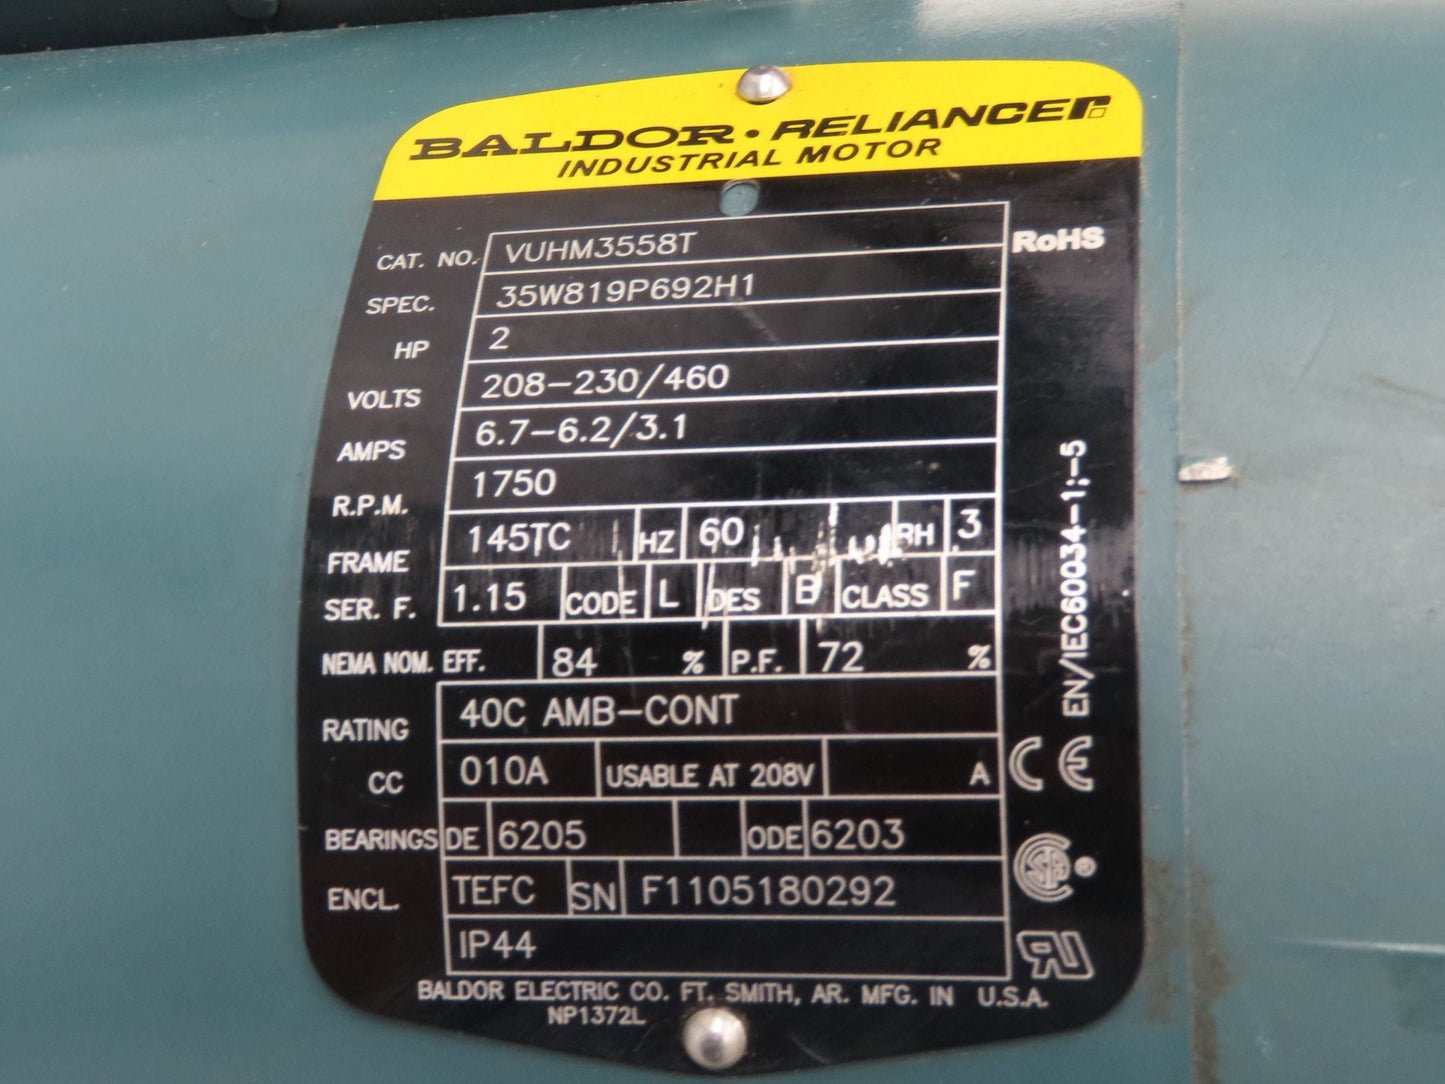 BALDOR • RELIANCER
INDUSTRIAL MOTOR
CAT. NO. VUHM3558T RoHS
SPEC. 35W819P692H1
HP 2
VOLTS 208-230/460
AMPS 6.7-6.2/3.1
R.P.M. 1750
FRAME 145TC HZ 60 3
SER. F. 1.15 CODE L DES B CLASS F
NEMA NOM. EFF. 84 % P.F. 72 %
RATING 40C AMB-CONT
CC 010A USABLE AT 208V A
BEARINGS DE 6205 ODE 6203
ENCL. TEFC SN F1105180292
IP44
EN/IEC60034-1;-5
CE
BALDOR ELECTRIC CO. FT. SMITH, AR. MFG. IN U.S.A.
NP1372L